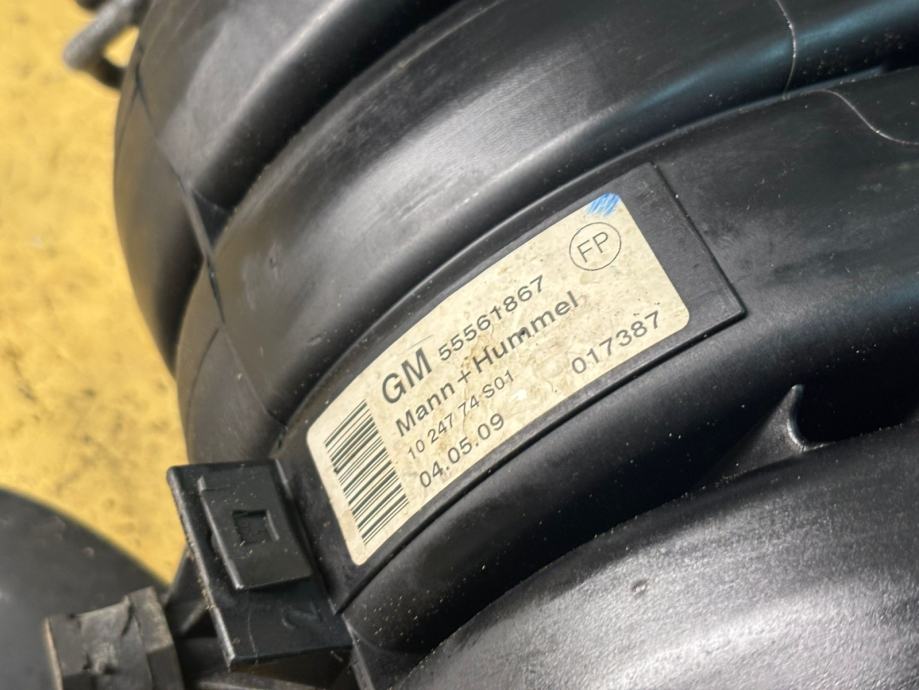 FP
GM 55561867
Mann+Hummel
10 247 74 S01
04.05.09 017387